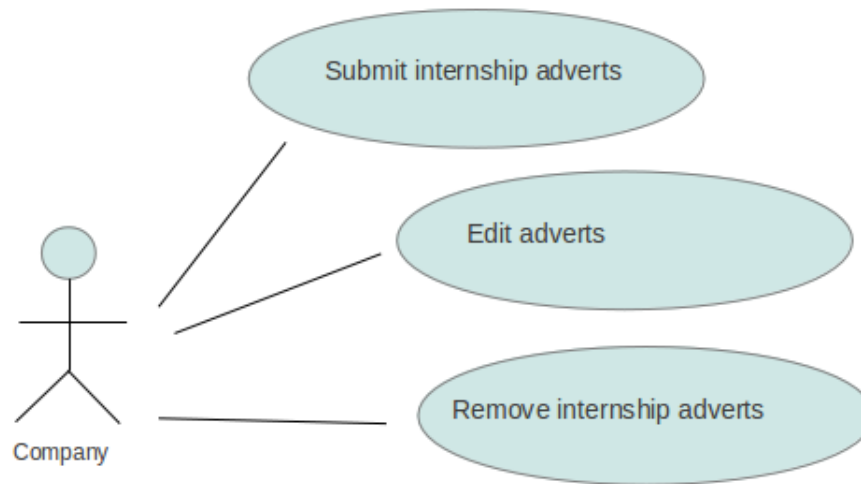 Submit internship adverts
Edit adverts
Remove internship adverts
Company